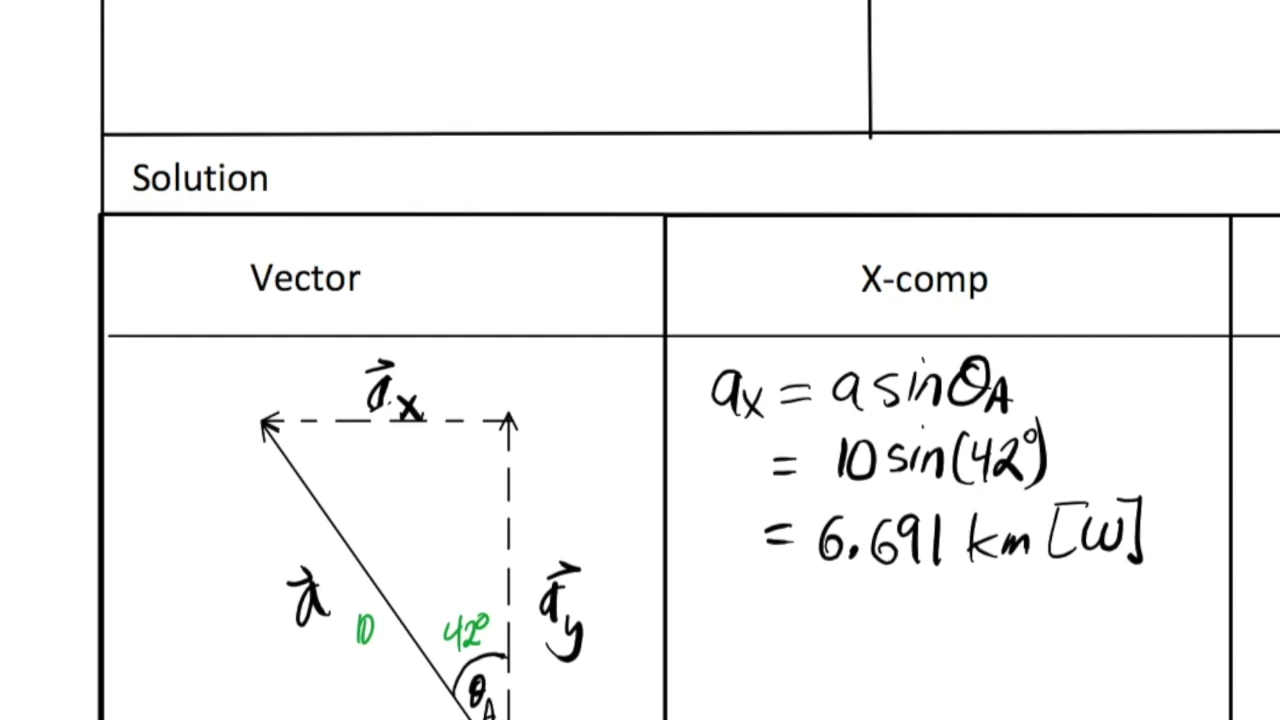 Solution
Vector
X-comp
a⃗x
ax = a sinθA
= 10 sin(42°)
= 6.691 km [W]
a⃗
10
42°
a⃗y
θA